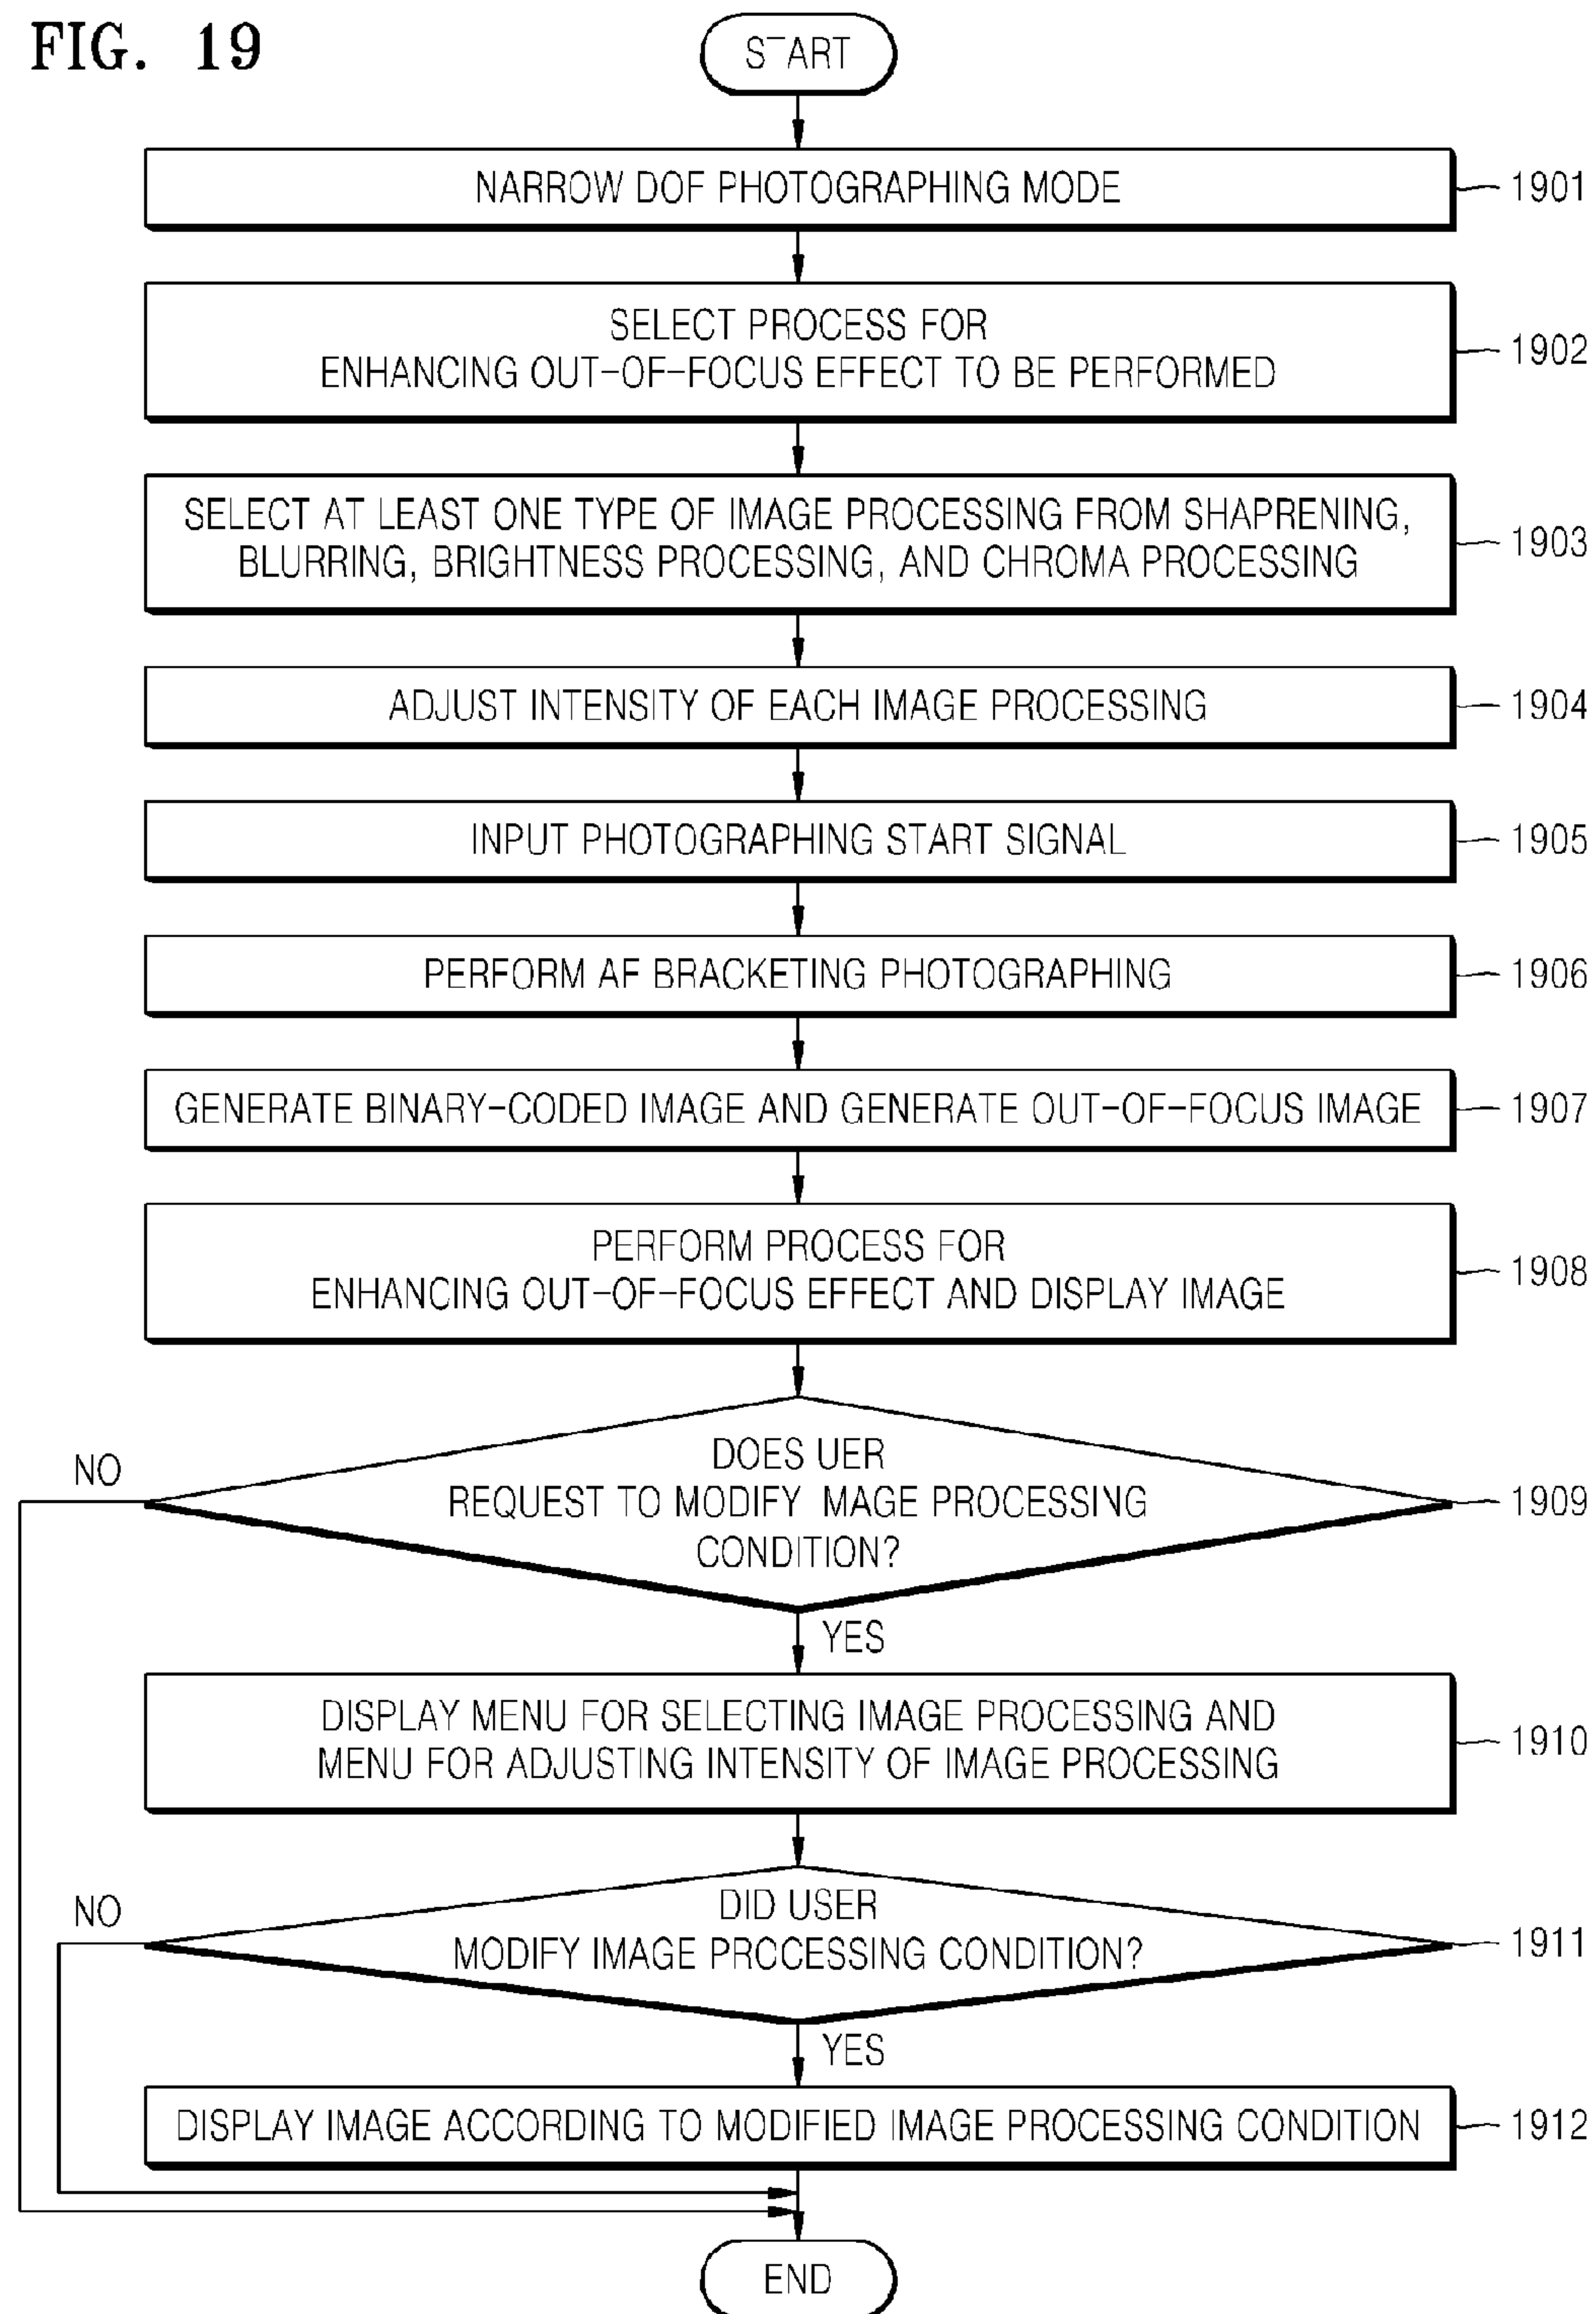 FIG. 19
START
NARROW DOF PHOTOGRAPHING MODE
1901
SELECT PROCESS FOR
ENHANCING OUT-OF-FOCUS EFFECT TO BE PERFORMED
1902
SELECT AT LEAST ONE TYPE OF IMAGE PROCESSING FROM SHAPRENING,
BLURRING, BRIGHTNESS PROCESSING, AND CHROMA PROCESSING
1903
ADJUST INTENSITY OF EACH IMAGE PROCESSING
1904
INPUT PHOTOGRAPHING START SIGNAL
1905
PERFORM AF BRACKETING PHOTOGRAPHING
1906
GENERATE BINARY-CODED IMAGE AND GENERATE OUT-OF-FOCUS IMAGE
1907
PERFORM PROCESS FOR
ENHANCING OUT-OF-FOCUS EFFECT AND DISPLAY IMAGE
1908
DOES UER
REQUEST TO MODIFY MAGE PROCESSING
CONDITION?
1909
NO
YES
DISPLAY MENU FOR SELECTING IMAGE PROCESSING AND
MENU FOR ADJUSTING INTENSITY OF IMAGE PROCESSING
1910
DID USER
MODIFY IMAGE PROCESSING CONDITION?
1911
NO
YES
DISPLAY IMAGE ACCORDING TO MODIFIED IMAGE PROCESSING CONDITION
1912
END